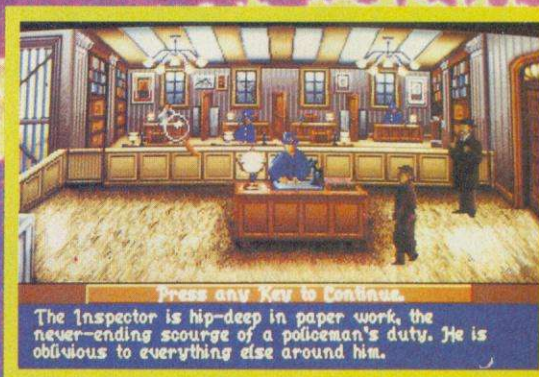 Press any Key to Continue.
The Inspector is hip-deep in paper work, the
never-ending scourge of a policeman's duty. He is
oblivious to everything else around him.